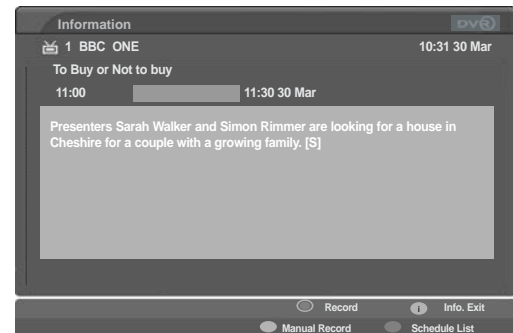 Information DVR
1 BBC ONE 10:31 30 Mar
To Buy or Not to buy
11:00 11:30 30 Mar
Presenters Sarah Walker and Simon Rimmer are looking for a house in
Cheshire for a couple with a growing family. [S]
Record i Info. Exit
Manual Record Schedule List